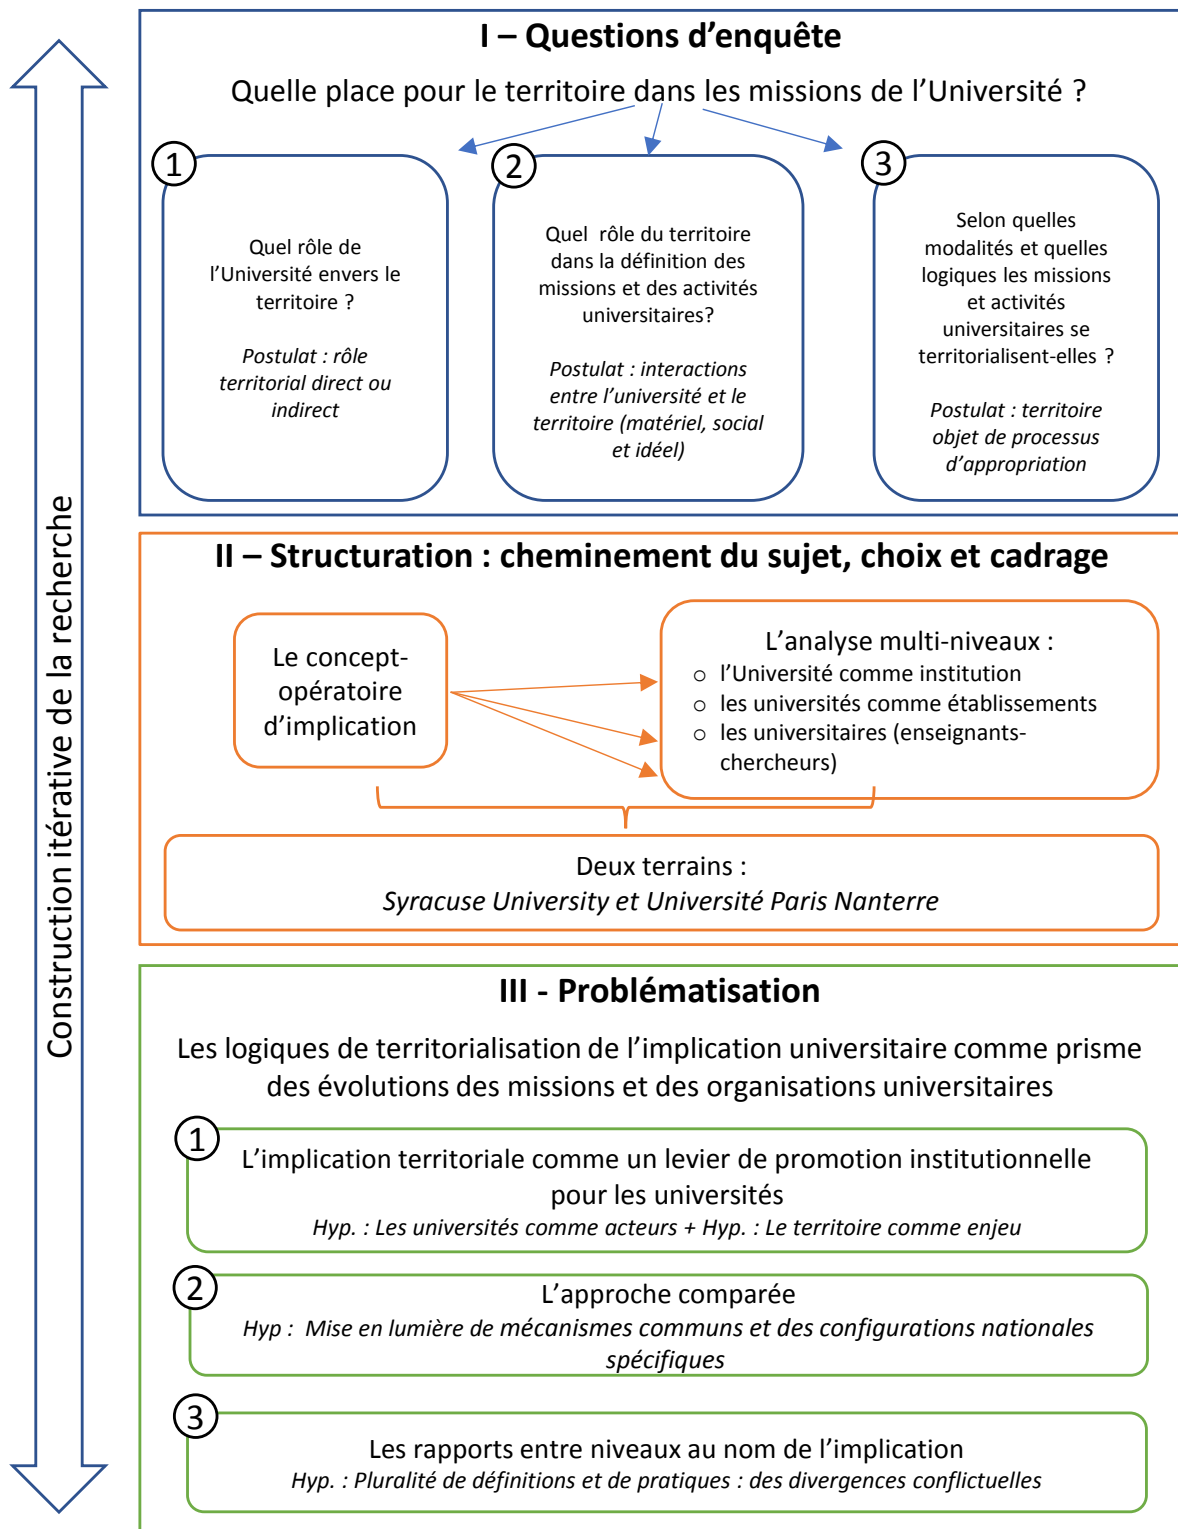 Construction itérative de la recherche
I – Questions d’enquête
Quelle place pour le territoire dans les missions de l’Université ?
1
Quel rôle de
l’Université envers le
territoire ?
Postulat : rôle
territorial direct ou
indirect
2
Quel rôle du territoire
dans la définition des
missions et des activités
universitaires?
Postulat : interactions
entre l’université et le
territoire (matériel, social
et idéel)
3
Selon quelles
modalités et quelles
logiques les missions
et activités
universitaires se
territorialisent-elles ?
Postulat : territoire
objet de processus
d’appropriation
II – Structuration : cheminement du sujet, choix et cadrage
Le concept-
opératoire
d’implication
L’analyse multi-niveaux :
o l’Université comme institution
o les universités comme établissements
o les universitaires (enseignants-
chercheurs)
Deux terrains :
Syracuse University et Université Paris Nanterre
III - Problématisation
Les logiques de territorialisation de l’implication universitaire comme prisme
des évolutions des missions et des organisations universitaires
1
L’implication territoriale comme un levier de promotion institutionnelle
pour les universités
Hyp. : Les universités comme acteurs + Hyp. : Le territoire comme enjeu
2
L’approche comparée
Hyp : Mise en lumière de mécanismes communs et des configurations nationales
spécifiques
3
Les rapports entre niveaux au nom de l’implication
Hyp. : Pluralité de définitions et de pratiques : des divergences conflictuelles